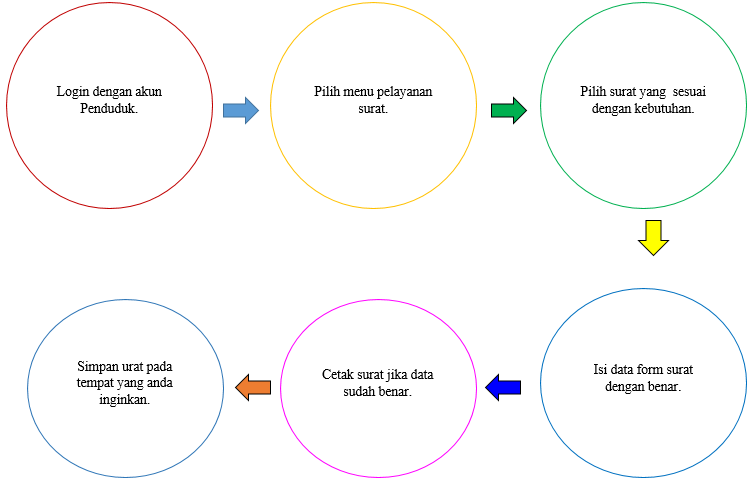 Login dengan akun
Penduduk.
Pilih menu pelayanan
surat.
Pilih surat yang  sesuai
dengan kebutuhan.
Isi data form surat
dengan benar.
Cetak surat jika data
sudah benar.
Simpan urat pada
tempat yang anda
inginkan.